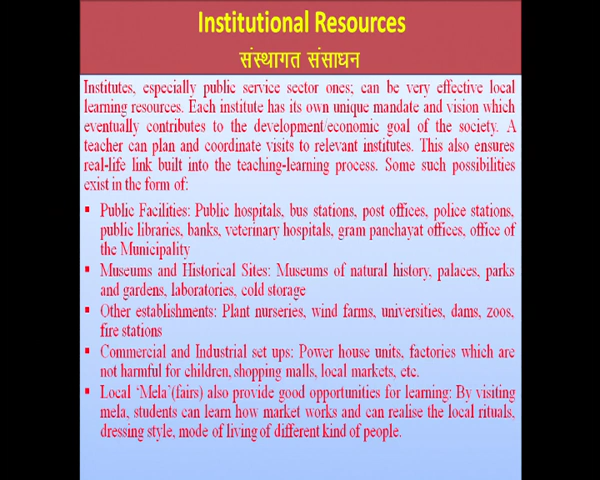 Institutional Resources
संस्थागत संसाधन
Institutes, especially public service sector ones; can be very effective local
learning resources. Each institute has its own unique mandate and vision which
eventually contributes to the development/economic goal of the society. A
teacher can plan and coordinate visits to relevant institutes. This also ensures
real-life link built into the teaching-learning process. Some such possibilities
exist in the form of:
▪ Public Facilities: Public hospitals, bus stations, post offices, police stations,
public libraries, banks, veterinary hospitals, gram panchayat offices, office of
the Municipality
▪ Museums and Historical Sites: Museums of natural history, palaces, parks
and gardens, laboratories, cold storage
▪ Other establishments: Plant nurseries, wind farms, universities, dams, zoos,
fire stations
▪ Commercial and Industrial set ups: Power house units, factories which are
not harmful for children, shopping malls, local markets, etc.
▪ Local ‘Mela’(fairs) also provide good opportunities for learning: By visiting
mela, students can learn how market works and can realise the local rituals,
dressing style, mode of living of different kind of people.